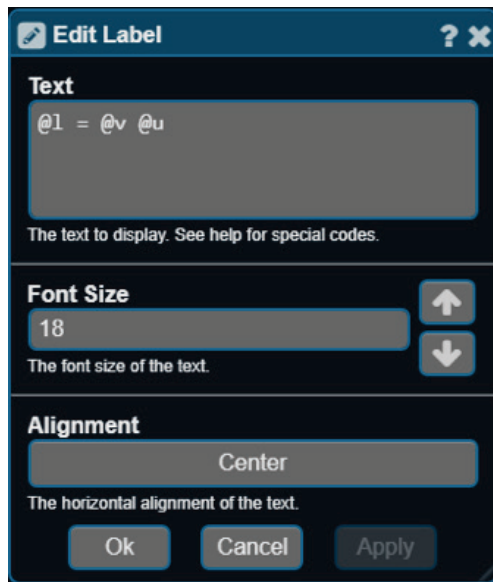 Edit Label ?
Text
@l = @v @u
The text to display. See help for special codes.
Font Size
18
The font size of the text.
Alignment
Center
The horizontal alignment of the text.
Ok Cancel Apply